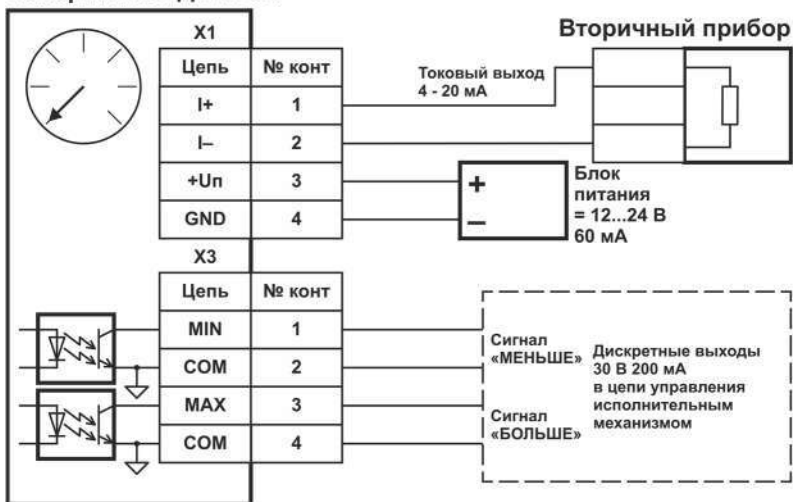 Вторичный прибор
X1
Цепь № конт
I+ 1
I– 2
+Uп 3
GND 4
Токовый выход
4 - 20 мА
+
–
Блок
питания
= 12...24 В
60 мА
X3
Цепь № конт
MIN 1
COM 2
MAX 3
COM 4
Сигнал
«МЕНЬШЕ»
Сигнал
«БОЛЬШЕ»
Дискретные выходы
30 В 200 мА
в цепи управления
исполнительным
механизмом